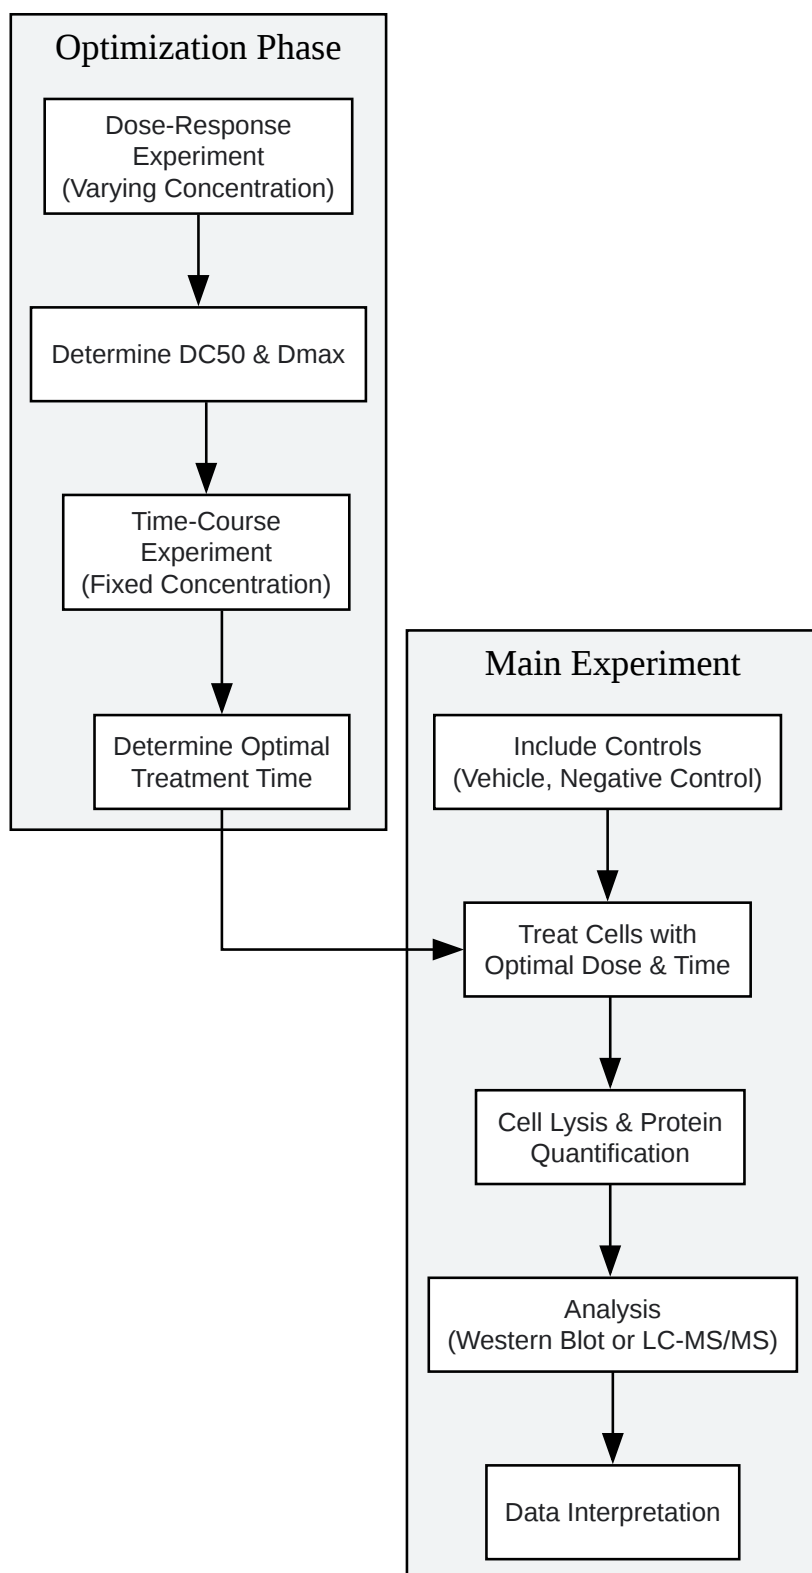 Optimization Phase
Dose-Response
Experiment
(Varying Concentration)
Determine DC50 & Dmax
Time-Course
Experiment
(Fixed Concentration)
Determine Optimal
Treatment Time
Main Experiment
Include Controls
(Vehicle, Negative Control)
Treat Cells with
Optimal Dose & Time
Cell Lysis & Protein
Quantification
Analysis
(Western Blot or LC-MS/MS)
Data Interpretation